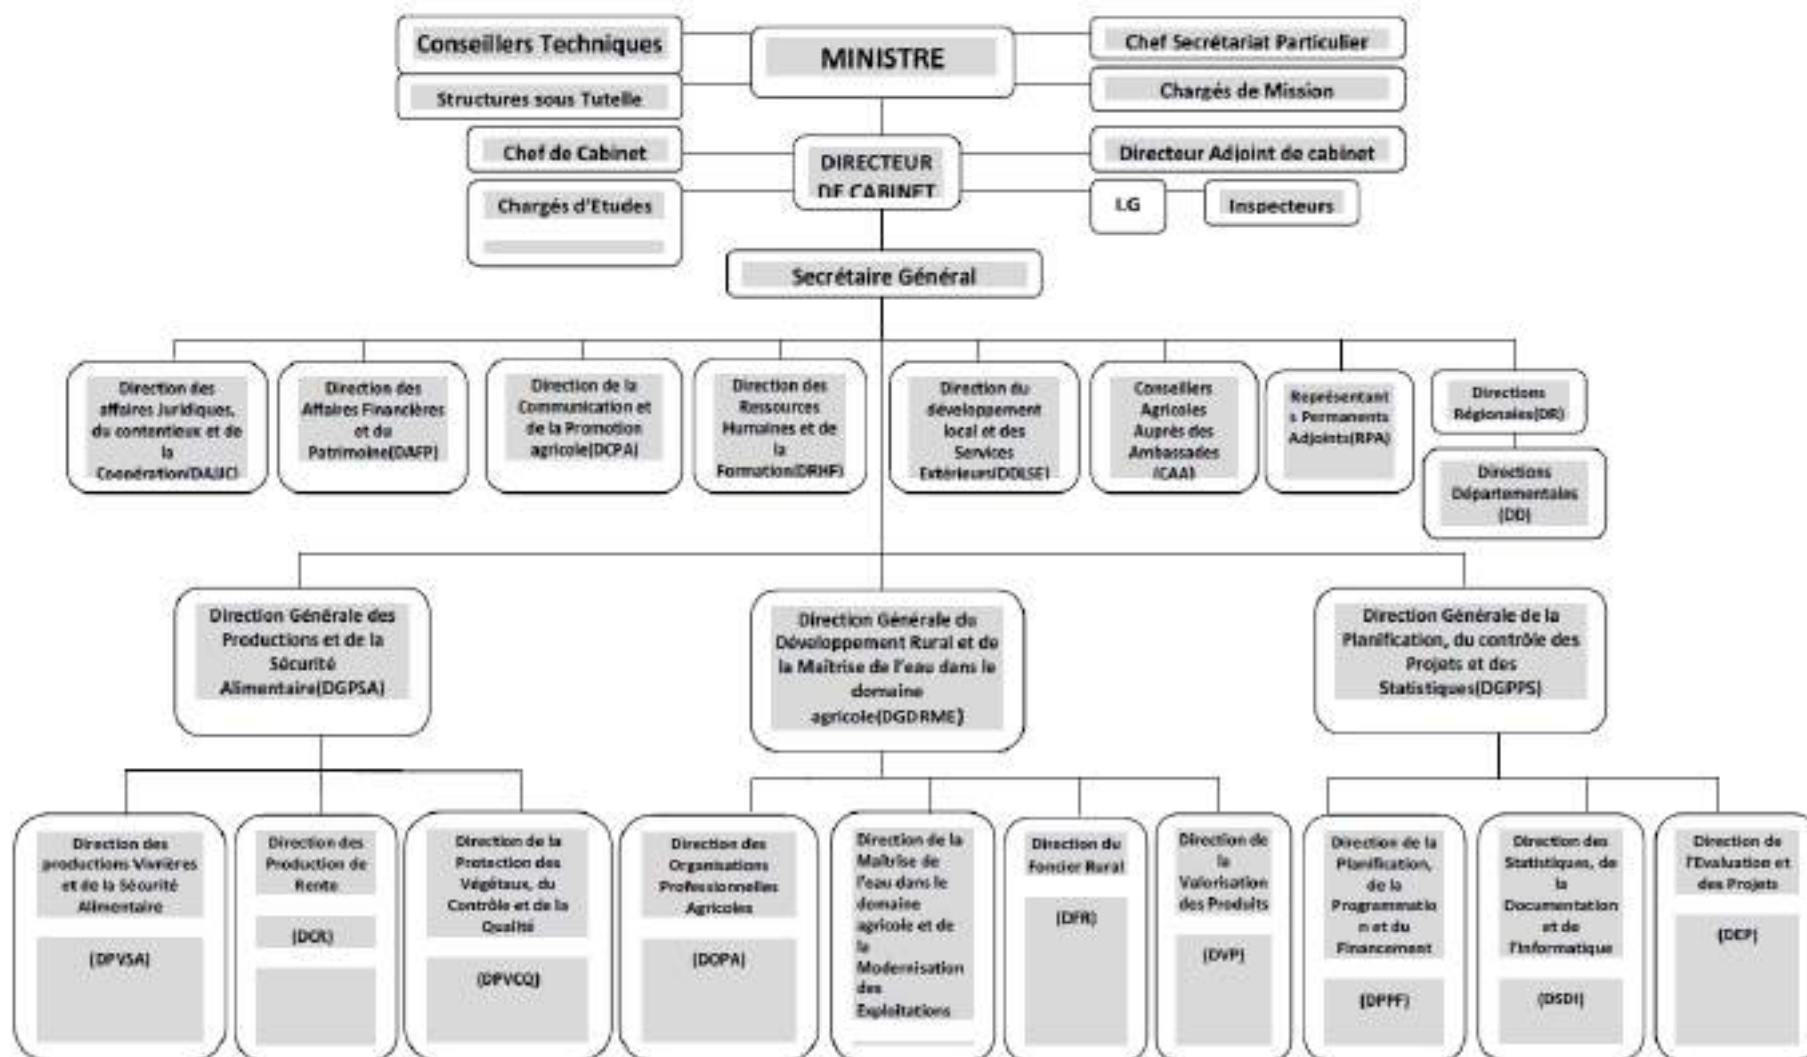 Conseillers Techniques
MINISTRE
Chef Secrétariat Particulier
Structures sous Tutelle
Chargés de Mission
Chef de Cabinet
DIRECTEUR
DE CABINET
Directeur Adjoint de cabinet
Chargés d'Etudes
I.G
Inspecteurs
Secrétaire Général
Direction des
affaires Juridiques,
du contentieux et de
la
Coopération(DAJC)
Direction des
Affaires Financières
et du
Patrimoine(DAFP)
Direction de la
Communication et
de la Promotion
agricole(DCPA)
Direction des
Ressources
Humaines et de
la
Formation(DRHF)
Direction du
développement
local et des
Services
Extérieurs(DDLSE)
Conseillers
Agricoles
Auprès des
Ambassades
(CAA)
Représentant
s Permanents
Adjoints(RPA)
Directions
Régionales(DR)
Directions
Départementales
(DD)
Direction Générale des
Productions et de la
Sécurité
Alimentaire(DGPSA)
Direction Générale du
Développement Rural et de
la Maîtrise de l'eau dans le
domaine
agricole(DGDRME)
Direction Générale de la
Planification, du contrôle des
Projets et des
Statistiques(DGPPS)
Direction des
productions Vivrières
et de la Sécurité
Alimentaire
(DPVSA)
Direction des
Production de
Rente
(DCR)
Direction de la
Protection des
Végétaux, du
Contrôle et de la
Qualité
(DPVCQ)
Direction des
Organisations
Professionnelles
Agricoles
(DOPA)
Direction de la
Maîtrise de
l'eau dans le
domaine
agricole et de
la
Modernisation
des
Exploitations
Direction du
Foncier Rural
(DFR)
Direction de
la
Valorisation
des Produits
(DVP)
Direction de la
Planification,
de la
Programmatio
n et du
Financement
(DPPF)
Direction des
Statistiques, de
la
Documentation
et de
l'Informatique
(DSDI)
Direction de
l'Evaluation et
des Projets
(DEP)